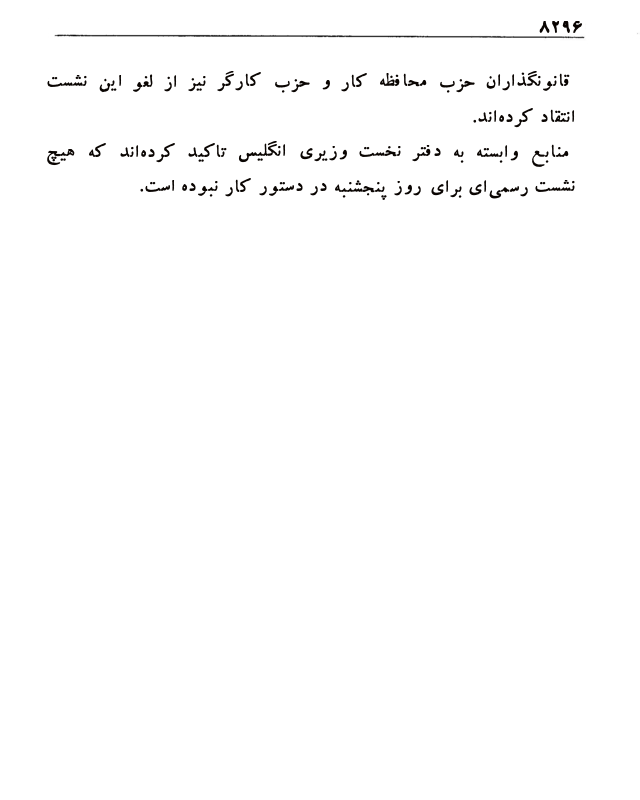 ۸۲۹۶
قانونگذاران حزب محافظه کار و حزب کارگر نیز از لغو این نشست
انتقاد کرده‌اند.
منابع وابسته به دفتر نخست وزیری انگلیس تاکید کرده‌اند که هیچ
نشست رسمی‌ای برای روز پنجشنبه در دستور کار نبوده است.